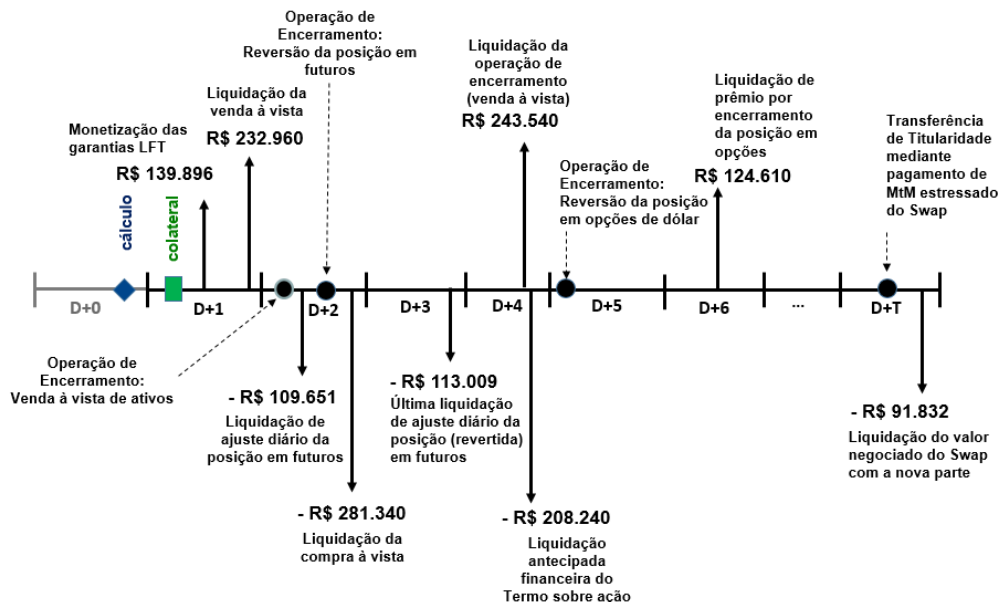 Operação de
Encerramento:
Reversão da posição em
futuros
Liquidação da
venda à vista
R$ 232.960
Monetização das
garantias LFT
R$ 139.896
cálculo
colateral
Liquidação da
operação de
encerramento
(venda à vista)
R$ 243.540
Operação de
Encerramento:
Reversão da posição
em opções de dólar
Liquidação de
prêmio por
encerramento
da posição em
opções
R$ 124.610
Transferência
de Titularidade
mediante
pagamento de
MtM estressado
do Swap
D+0
D+1
D+2
D+3
D+4
D+5
D+6
...
D+T
Operação de
Encerramento:
Venda à vista de ativos
- R$ 109.651
Liquidação de
ajuste diário da
posição em futuros
- R$ 281.340
Liquidação da
compra à vista
- R$ 113.009
Última liquidação
de ajuste diário da
posição (revertida)
em futuros
- R$ 208.240
Liquidação
antecipada
financeira do
Termo sobre ação
- R$ 91.832
Liquidação do valor
negociado do Swap
com a nova parte